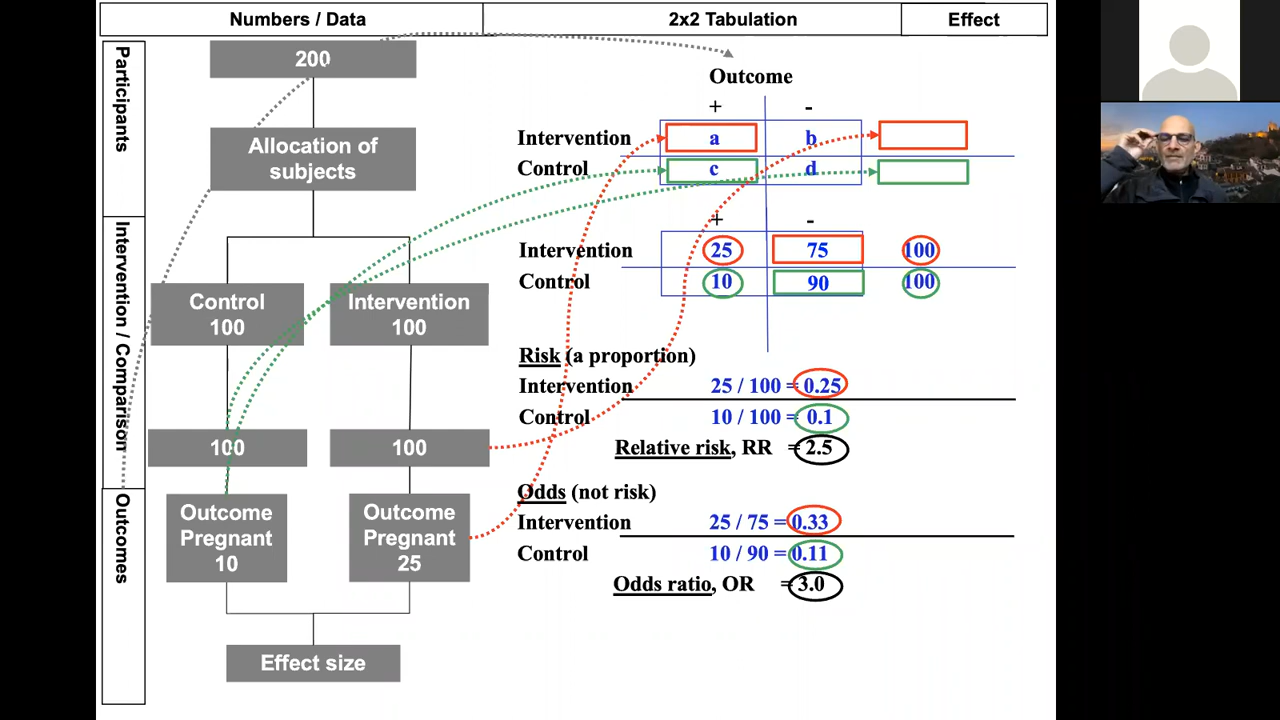 Numbers / Data
2x2 Tabulation
Effect
Participants
Intervention / Comparison
Outcomes
200
Allocation of
subjects
Control
100
Intervention
100
100
100
Outcome
Pregnant
10
Outcome
Pregnant
25
Effect size
Outcome
+ -
Intervention a b
Control c d
+ -
Intervention 25 75 100
Control 10 90 100
Risk (a proportion)
Intervention 25 / 100 = 0.25
Control 10 / 100 = 0.1
Relative risk, RR = 2.5
Odds (not risk)
Intervention 25 / 75 = 0.33
Control 10 / 90 = 0.11
Odds ratio, OR = 3.0